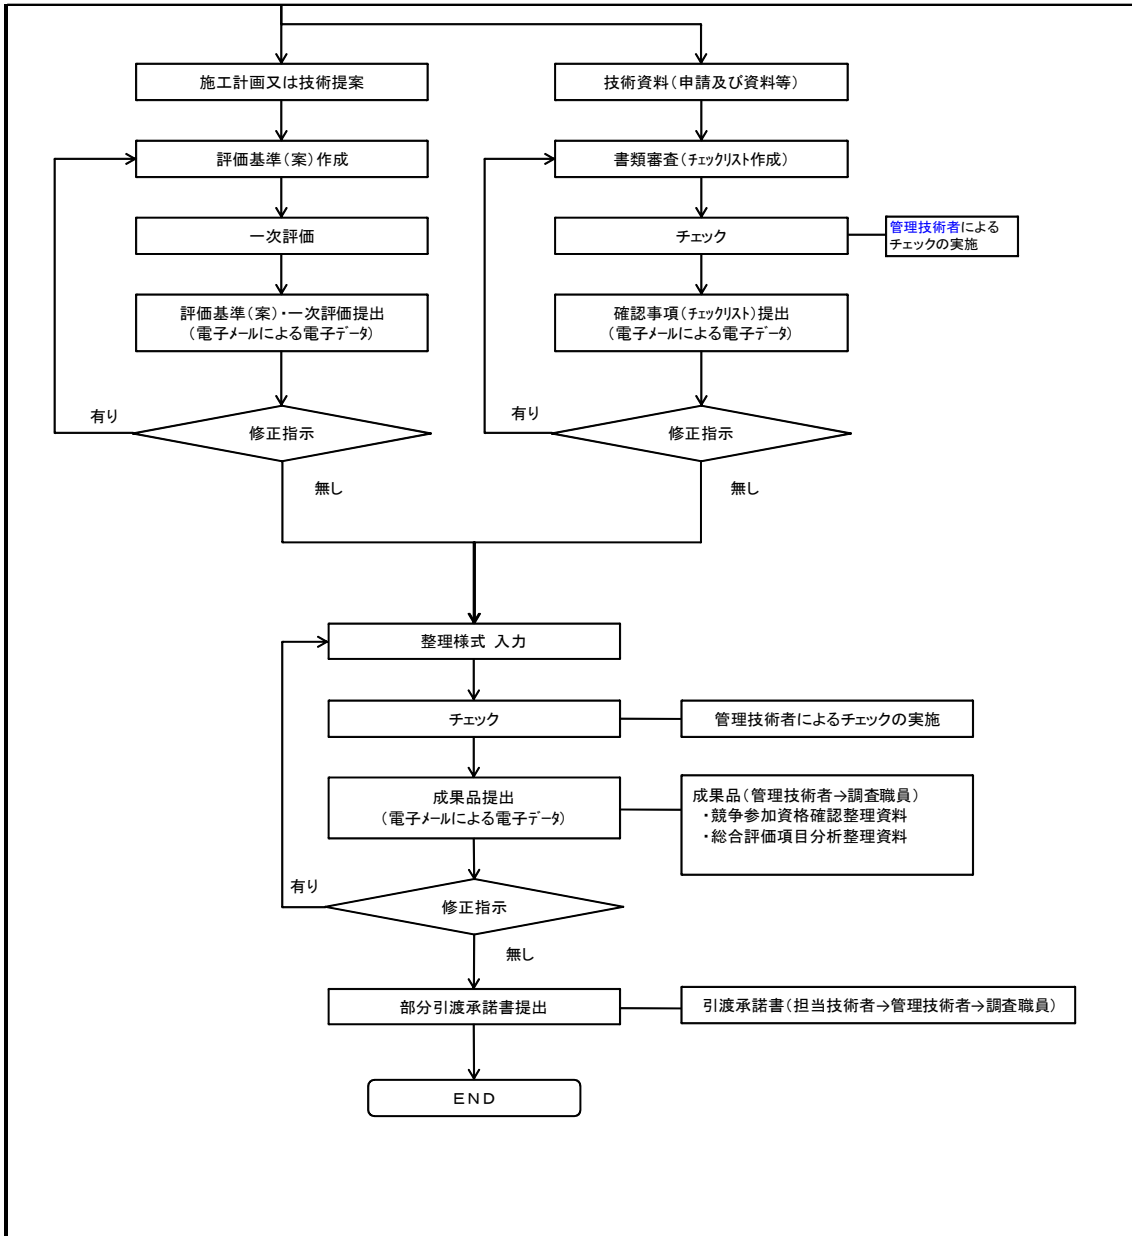 施工計画又は技術提案
評価基準(案)作成
一次評価
評価基準(案)・一次評価提出
(電子メールによる電子データ)
有り
修正指示
無し
技術資料(申請及び資料等)
書類審査(チェックリスト作成)
チェック
管理技術者による
チェックの実施
確認事項(チェックリスト)提出
(電子メールによる電子データ)
有り
修正指示
無し
整理様式 入力
チェック
管理技術者によるチェックの実施
成果品提出
(電子メールによる電子データ)
成果品(管理技術者→調査職員)
・競争参加資格確認整理資料
・総合評価項目分析整理資料
有り
修正指示
無し
部分引渡承諾書提出
引渡承諾書(担当技術者→管理技術者→調査職員)
END